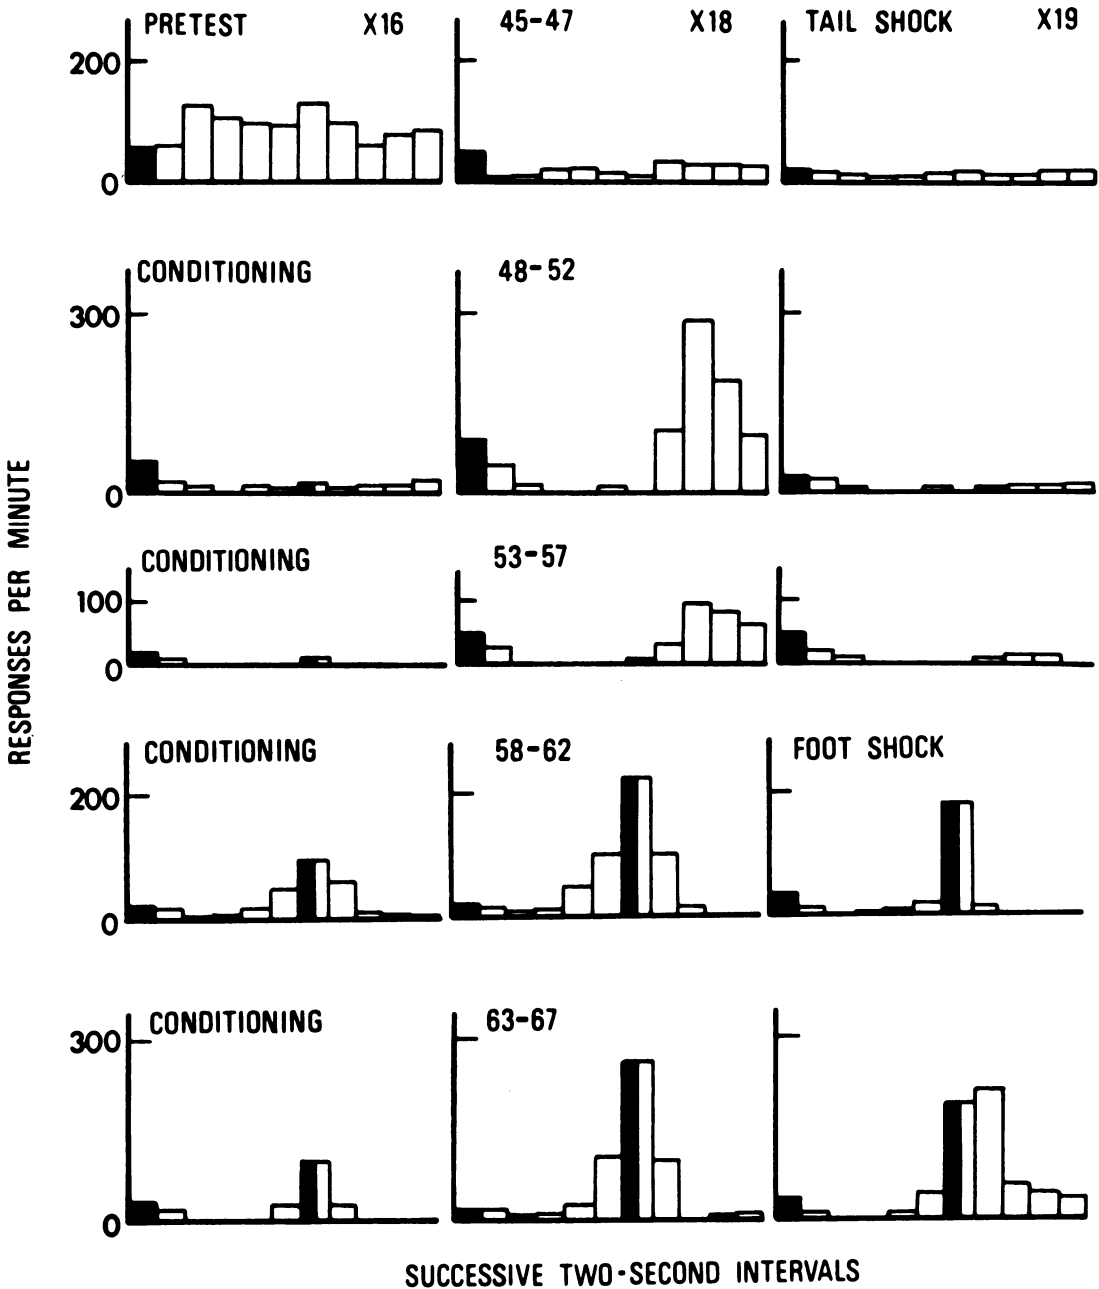 PRETEST X16 45-47 X18 TAIL SHOCK X19
200
0
CONDITIONING 48-52
300
0
CONDITIONING 53-57
100
0
CONDITIONING 58-62 FOOT SHOCK
200
0
CONDITIONING 63-67
300
0
RESPONSES PER MINUTE
SUCCESSIVE TWO-SECOND INTERVALS